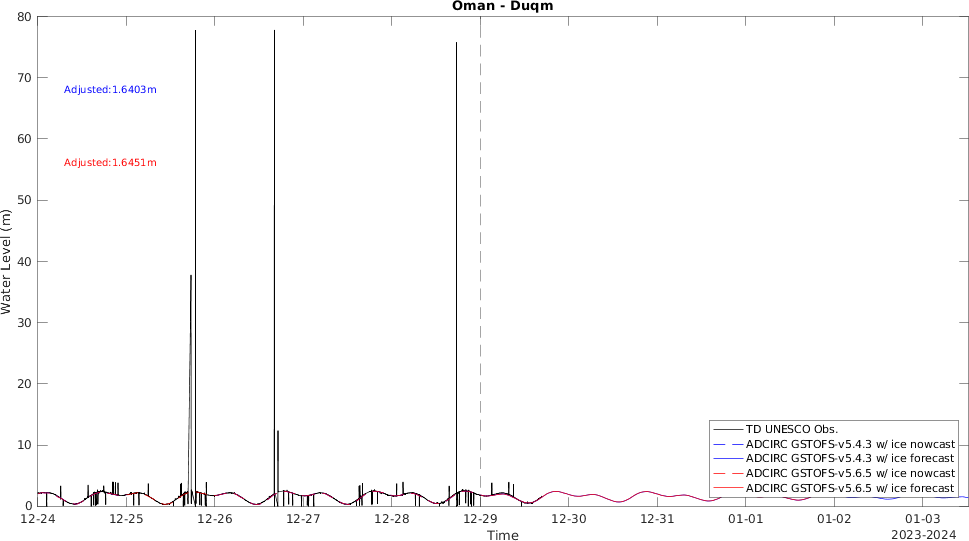 Oman - Duqm
80
70
60
50
40
30
20
10
0
Water Level (m)
Adjusted:1.6403m
Adjusted:1.6451m
TD UNESCO Obs.
ADCIRC GSTOFS-v5.4.3 w/ ice nowcast
ADCIRC GSTOFS-v5.4.3 w/ ice forecast
ADCIRC GSTOFS-v5.6.5 w/ ice nowcast
ADCIRC GSTOFS-v5.6.5 w/ ice forecast
12-24 12-25 12-26 12-27 12-28 12-29 12-30 12-31 01-01 01-02 01-03
Time
2023-2024